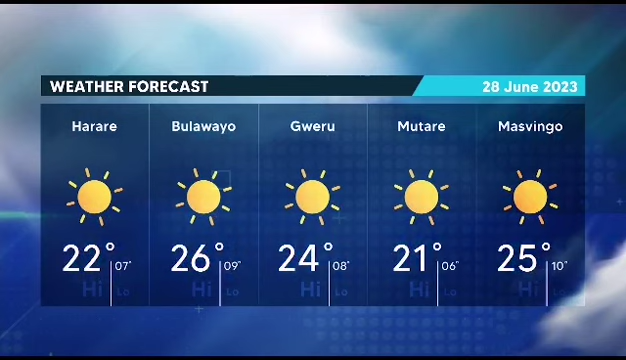 WEATHER FORECAST 28 June 2023
Harare Bulawayo Gweru Mutare Masvingo
22° 07° 26° 09° 24° 08° 21° 06° 25° 10°
Hi Lo Hi Lo Hi Lo Hi Lo Hi Lo